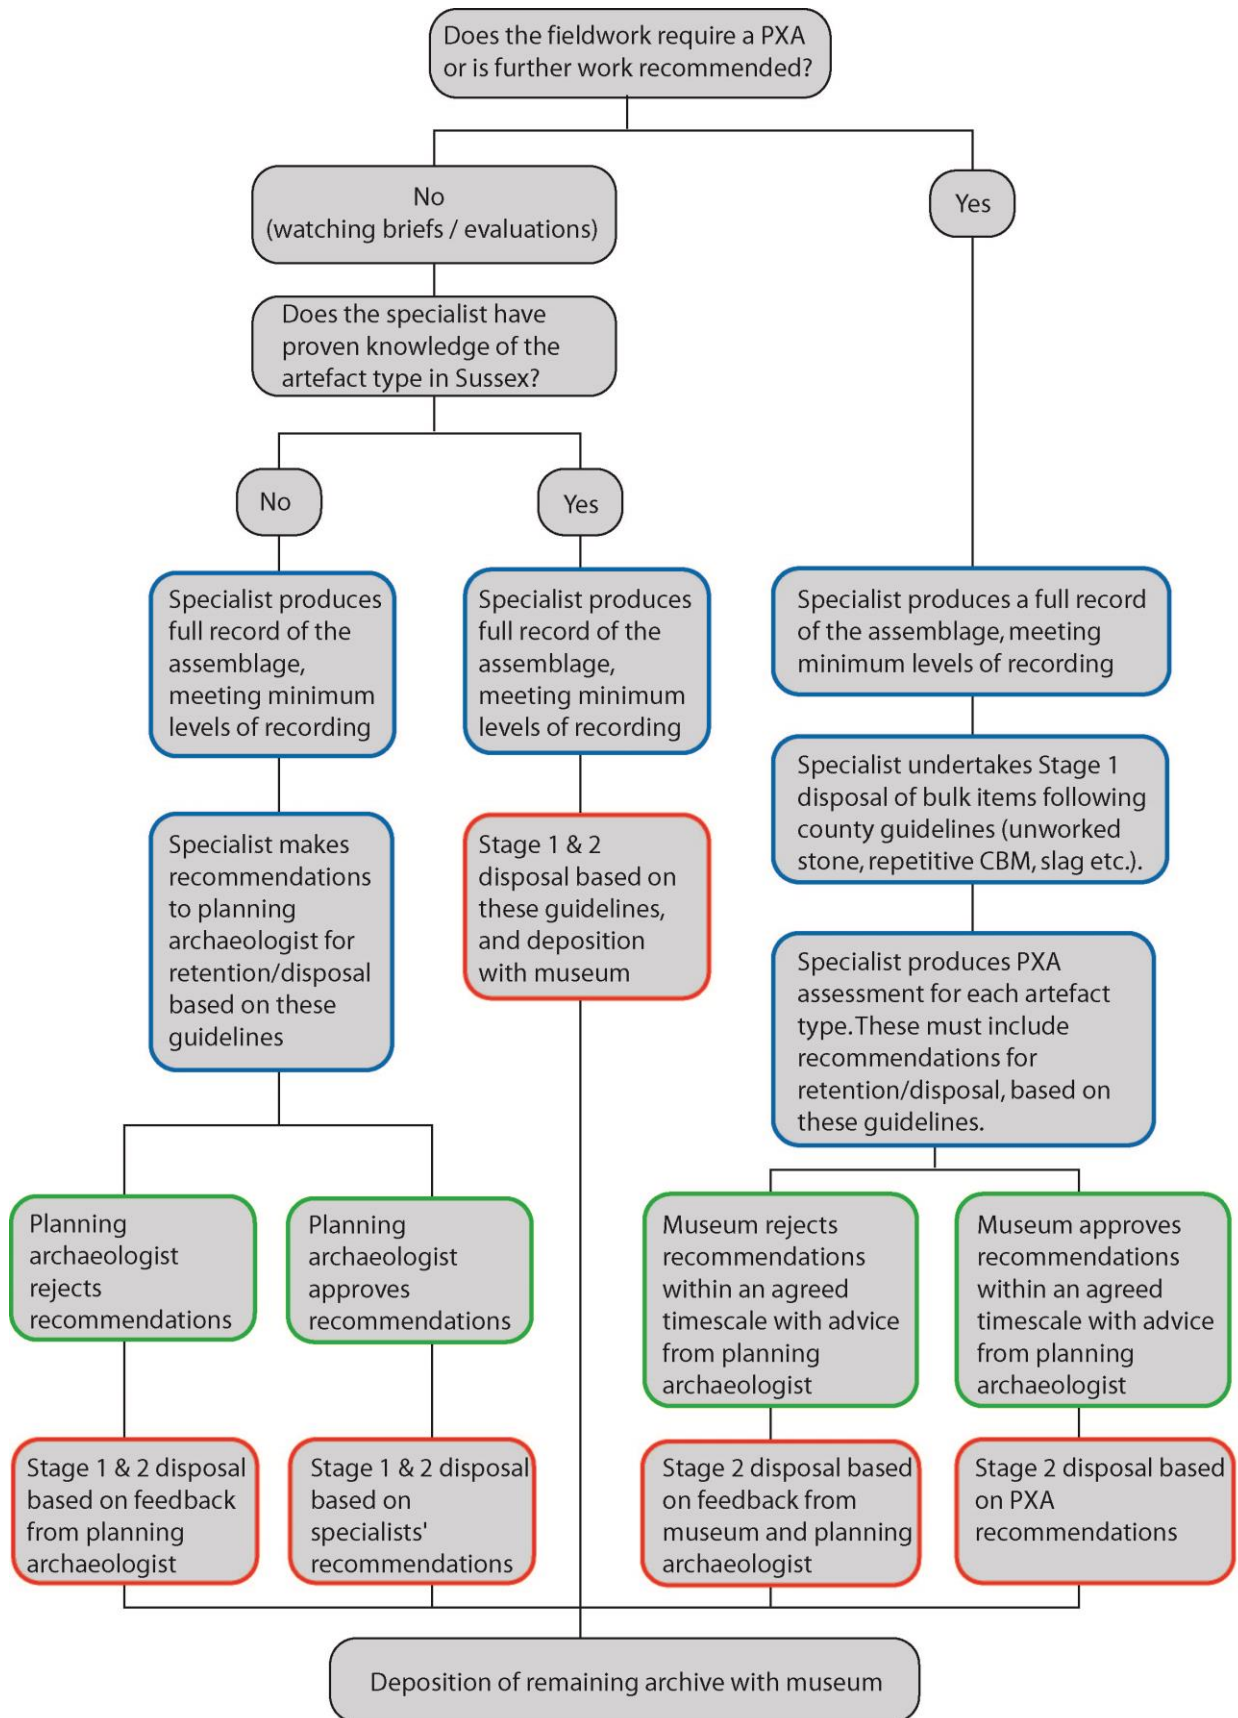 Does the fieldwork require a PXA
or is further work recommended?
No
(watching briefs / evaluations)
Yes
Does the specialist have
proven knowledge of the
artefact type in Sussex?
No
Yes
Specialist produces
full record of the
assemblage,
meeting minimum
levels of recording
Specialist produces
full record of the
assemblage,
meeting minimum
levels of recording
Specialist produces a full record
of the assemblage, meeting
minimum levels of recording
Specialist undertakes Stage 1
disposal of bulk items following
county guidelines (unworked
stone, repetitive CBM, slag etc.).
Specialist makes
recommendations
to planning
archaeologist for
retention/disposal
based on these
guidelines
Stage 1 & 2
disposal based on
these guidelines,
and deposition
with museum
Specialist produces PXA
assessment for each artefact
type. These must include
recommendations for
retention/disposal, based on
these guidelines.
Planning
archaeologist
rejects
recommendations
Planning
archaeologist
approves
recommendations
Museum rejects
recommendations
within an agreed
timescale with advice
from planning
archaeologist
Museum approves
recommendations
within an agreed
timescale with advice
from planning
archaeologist
Stage 1 & 2 disposal
based on feedback
from planning
archaeologist
Stage 1 & 2 disposal
based on
specialists'
recommendations
Stage 2 disposal based
on feedback from
museum and planning
archaeologist
Stage 2 disposal based
on PXA
recommendations
Deposition of remaining archive with museum